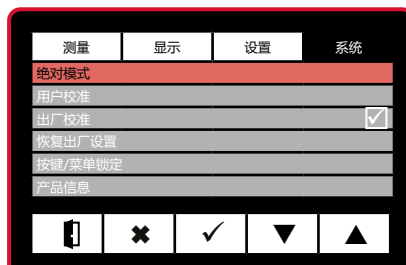 测量 显示 设置 系统
绝对模式
用户校准
出厂校准
恢复出厂设置
按键/菜单锁定
产品信息